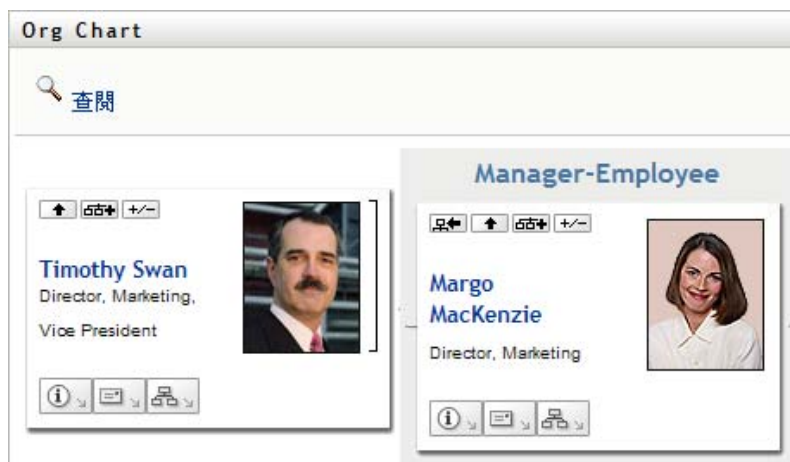 Org Chart
查閱
Manager-Employee
+/-
Timothy Swan
Director, Marketing,
Vice President
+/-
Margo
MacKenzie
Director, Marketing